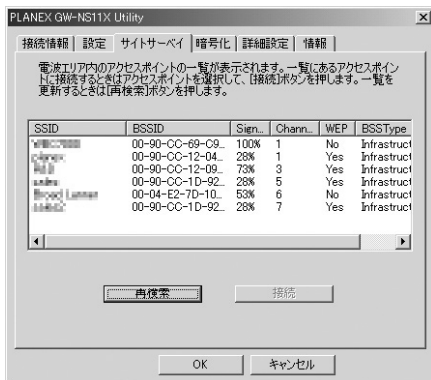 PLANEX GW-NS11X Utility
接続情報 設定 サイトサーベイ 暗号化 詳細設定 情報
電波エリア内のアクセスポイントの一覧が表示されます。一覧にあるアクセスポイン
トに接続するときはアクセスポイントを選択して、[接続]ボタンを押します。一覧を
更新するときは[再検索]ボタンを押します。
SSID BSSID Sign... Chann... WEP BSSType
00-90-CC-69-C9... 100% 1 No Infrastruct
00-90-CC-12-04... 28% 1 Yes Infrastruct
00-90-CC-12-09... 73% 3 Yes Infrastruct
00-90-CC-1D-92... 28% 5 Yes Infrastruct
00-04-E2-7D-10... 53% 6 No Infrastruct
00-90-CC-1D-92... 28% 7 Yes Infrastruct
再検索 接続
OK キャンセル